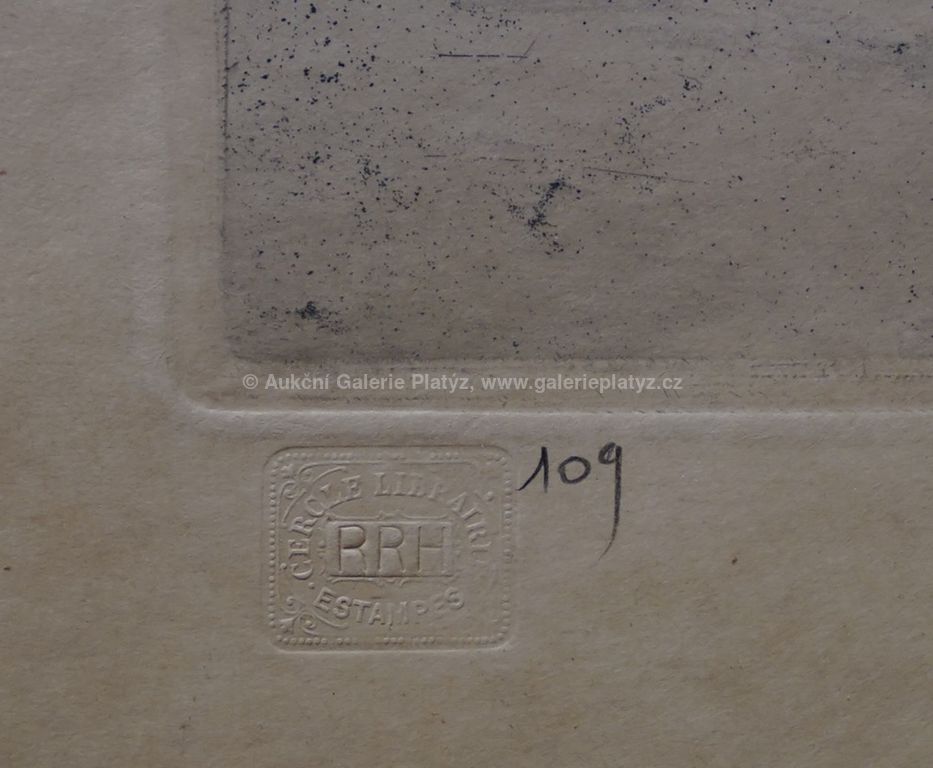 © Aukční Galerie Platýz, www.galerieplatyz.cz
109
CERCLE LIBRAIRIE
RRH
ESTAMPES